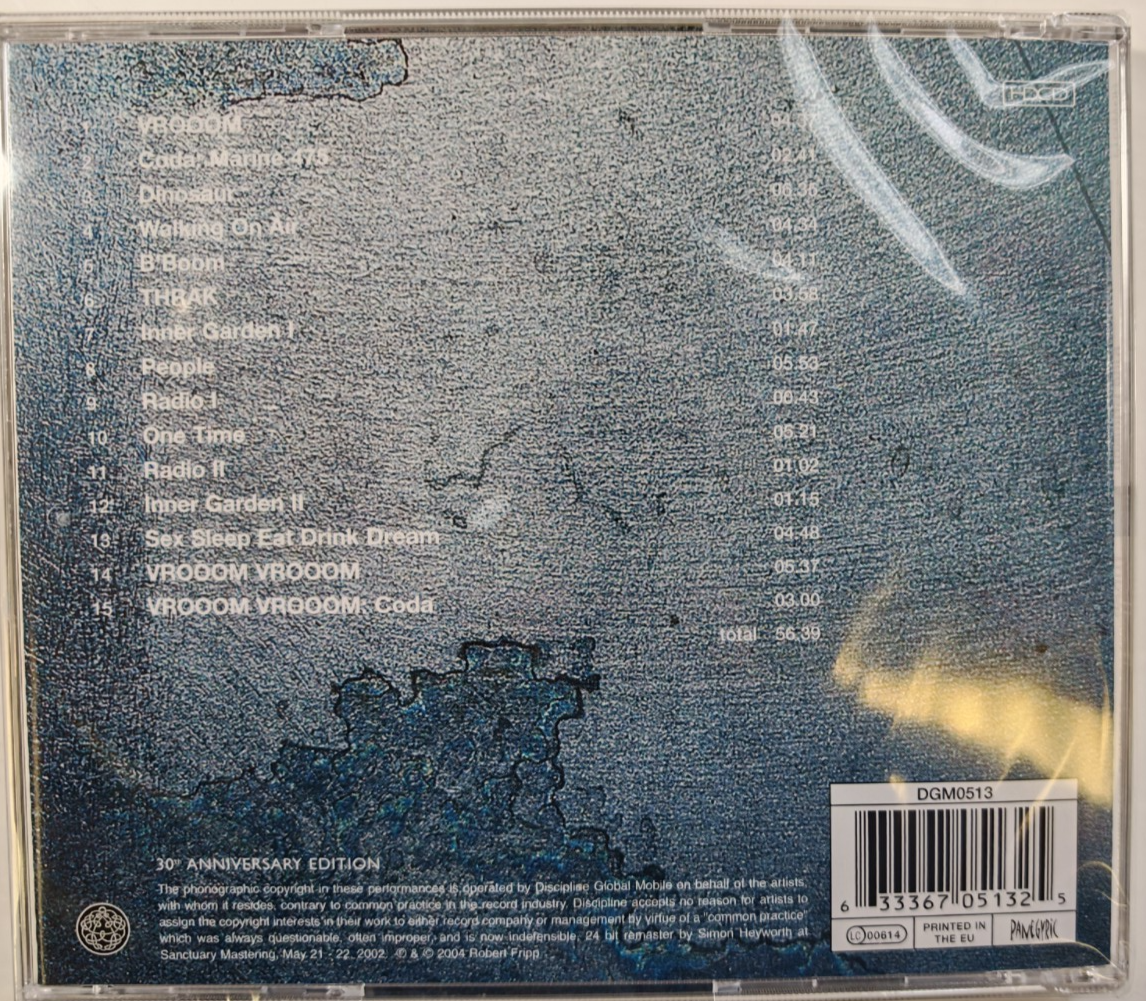 HDCD
1 VROOOM
2 Coda: Marine 475 02.41
Dinosaur
4 Walking On Air 04.34
5 B'Boom 04.11
6 THRAK
7 Inner Garden I 01.47
8 People 05.53
9 Radio I 00.43
10 One Time 05.21
11 Radio II 01.02
12 Inner Garden II 01.15
13 Sex Sleep Eat Drink Dream 04.48
14 VROOOM VROOOM 05.37
15 VROOOM VROOOM: Coda 03.00
total 56.39
DGM0513
6 33367 05132 5
LC 00614
PRINTED IN
THE EU
PANEGYRIC
30TH ANNIVERSARY EDITION
The phonographic copyright in these performances is operated by Discipline Global Mobile on behalf of the artists,
with whom it resides, contrary to common practice in the record industry. Discipline accepts no reason for artists to
assign the copyright interests in their work to either record company or management by virtue of a "common practice"
which was always questionable, often improper, and is now indefensible. 24 bit remaster by Simon Heyworth at
Sanctuary Mastering, May 21 - 22, 2002. ℗ & © 2004 Robert Fripp